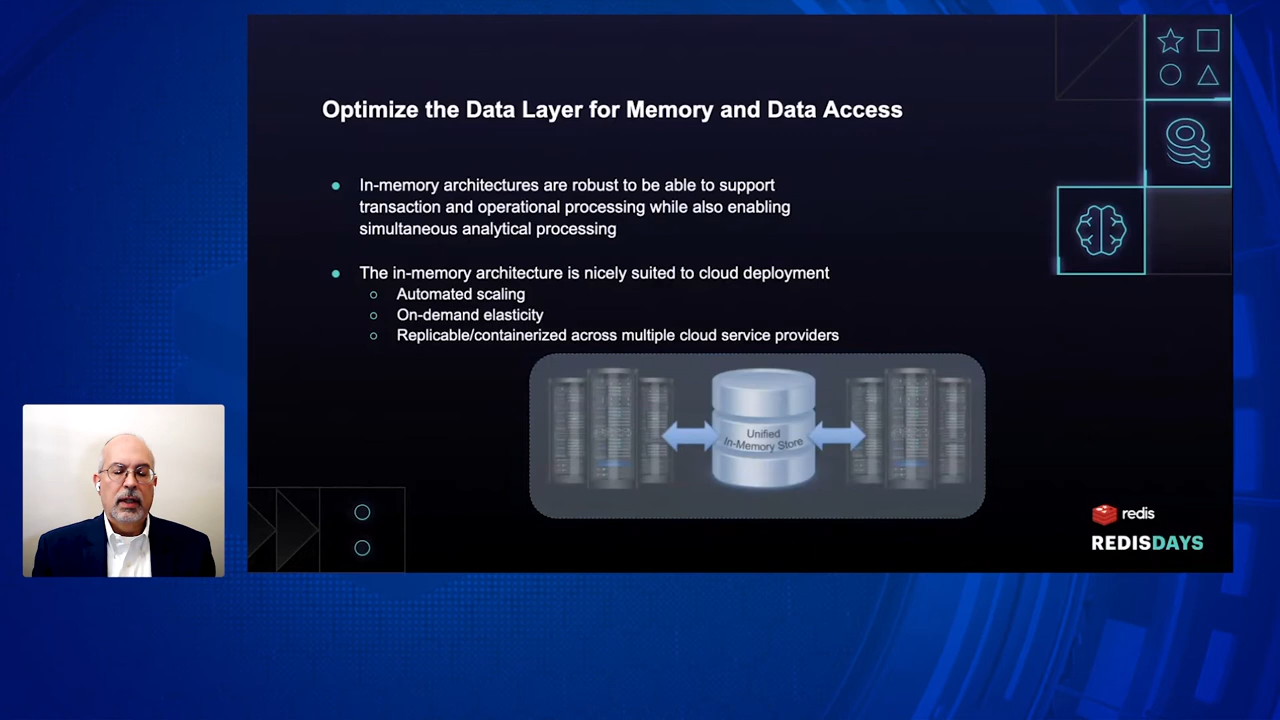 Optimize the Data Layer for Memory and Data Access
In-memory architectures are robust to be able to support
transaction and operational processing while also enabling
simultaneous analytical processing
The in-memory architecture is nicely suited to cloud deployment
Automated scaling
On-demand elasticity
Replicable/containerized across multiple cloud service providers
Unified
In-Memory Store
redis
REDISDAYS